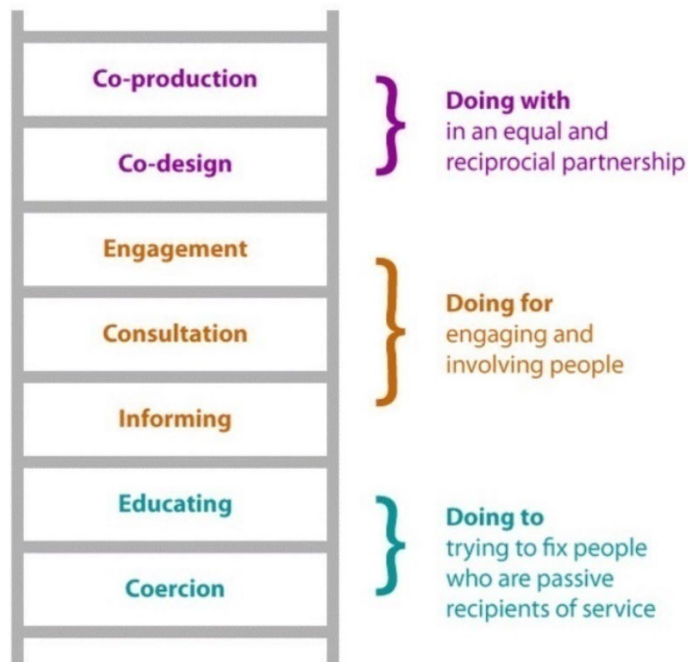 Co-production
Co-design
Engagement
Consultation
Informing
Educating
Coercion
Doing with
in an equal and
reciprocial partnership
Doing for
engaging and
involving people
Doing to
trying to fix people
who are passive
recipients of service